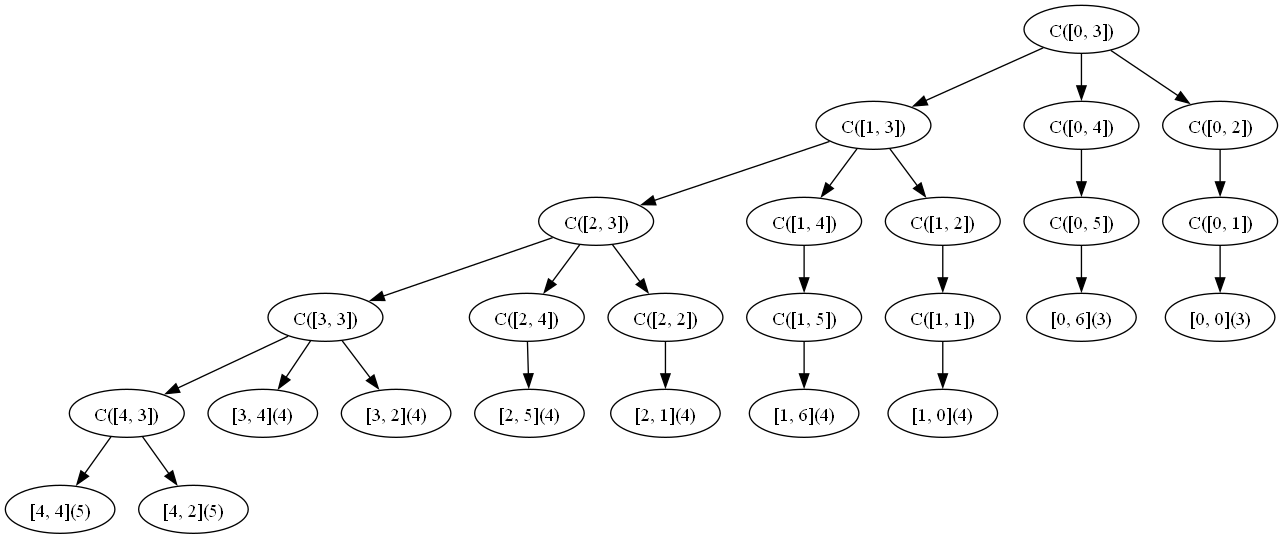 C([0, 3])
C([1, 3])
C([0, 4])
C([0, 2])
C([2, 3])
C([1, 4])
C([1, 2])
C([0, 5])
C([0, 1])
C([3, 3])
C([2, 4])
C([2, 2])
C([1, 5])
C([1, 1])
[0, 6](3)
[0, 0](3)
C([4, 3])
[3, 4](4)
[3, 2](4)
[2, 5](4)
[2, 1](4)
[1, 6](4)
[1, 0](4)
[4, 4](5)
[4, 2](5)